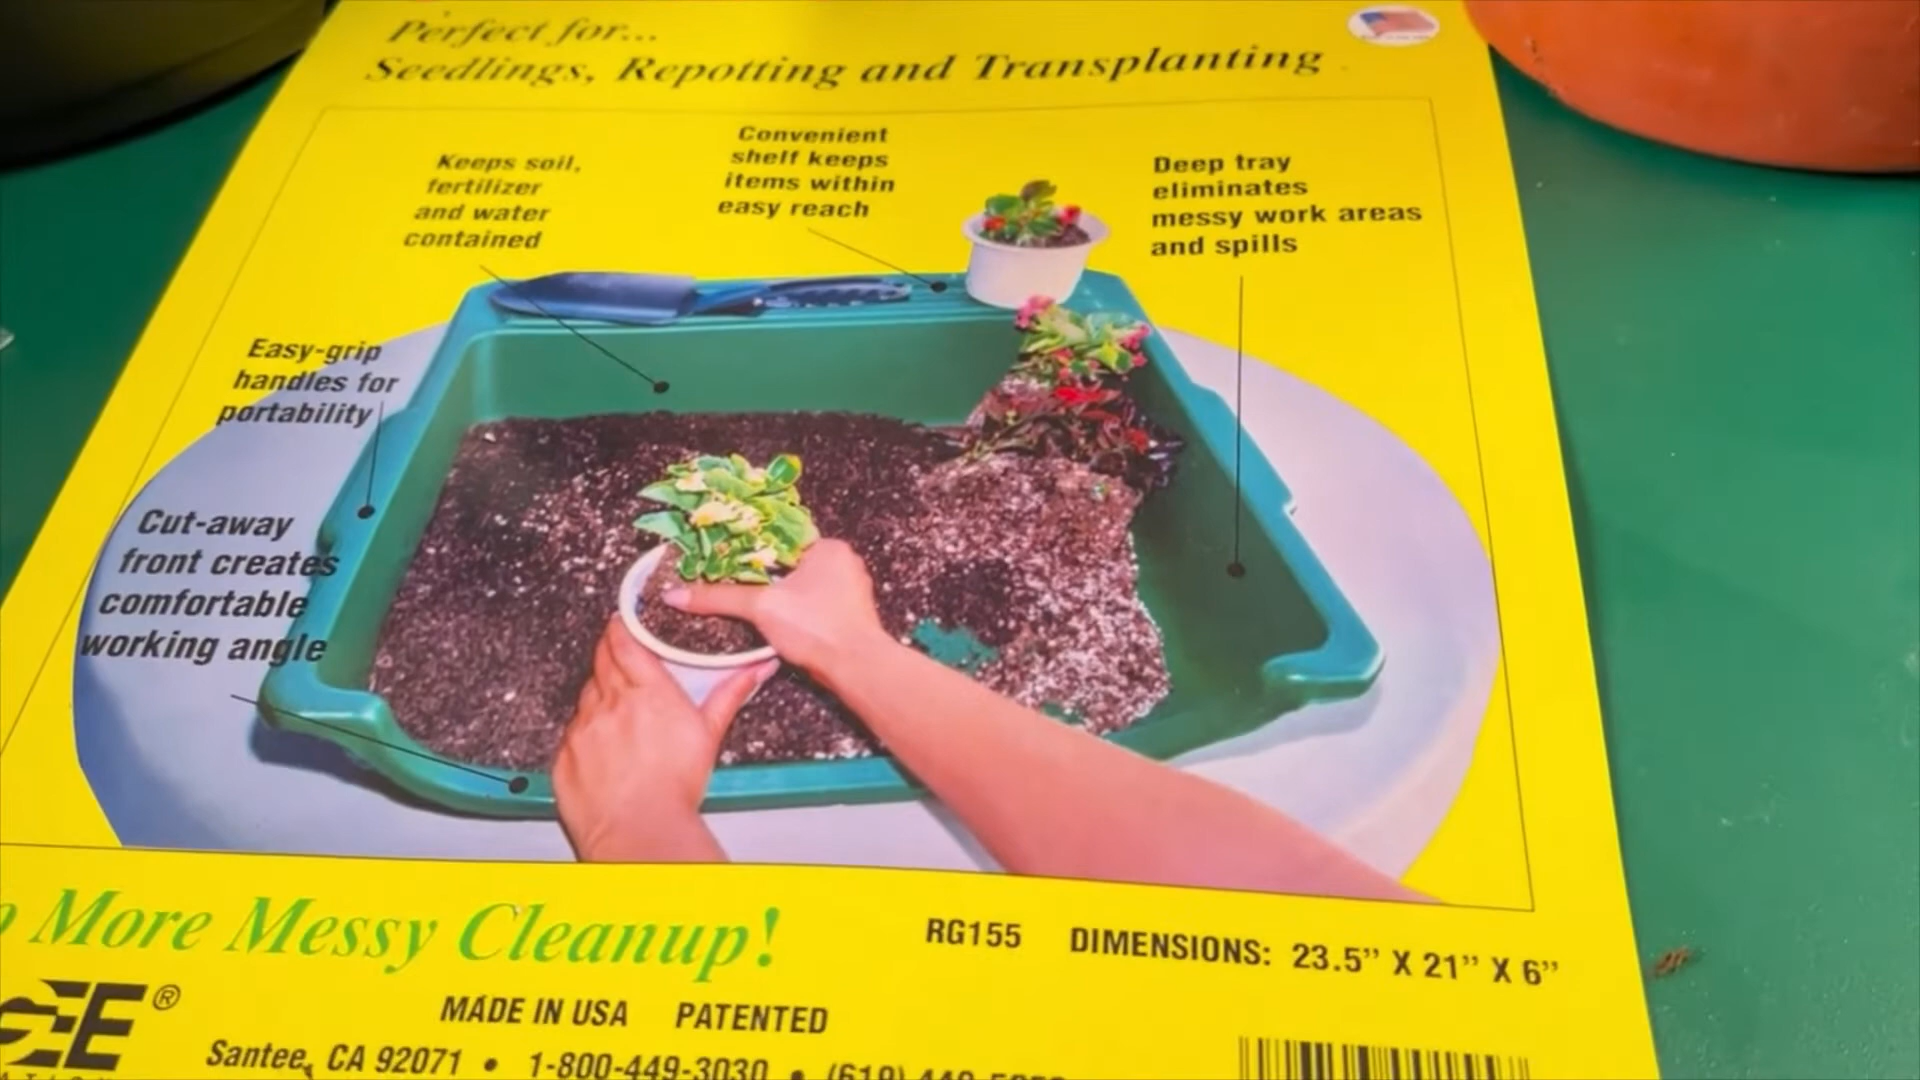 Perfect for...
Seedlings, Repotting and Transplanting
Keeps soil,
fertilizer
and water
contained
Convenient
shelf keeps
items within
easy reach
Deep tray
eliminates
messy work areas
and spills
Easy-grip
handles for
portability
Cut-away
front creates
comfortable
working angle
More Messy Cleanup!
RG155 DIMENSIONS: 23.5” X 21” X 6”
MADE IN USA PATENTED
Santee, CA 92071 • 1-800-449-3030 • (619)